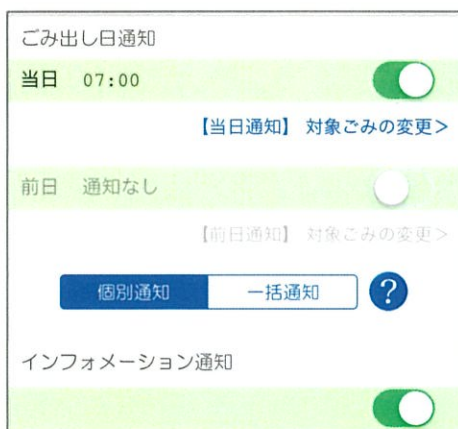 ごみ出し日通知
当日 07:00
【当日通知】 対象ごみの変更>
前日 通知なし
【前日通知】 対象ごみの変更>
個別通知 一括通知 ?
インフォメーション通知